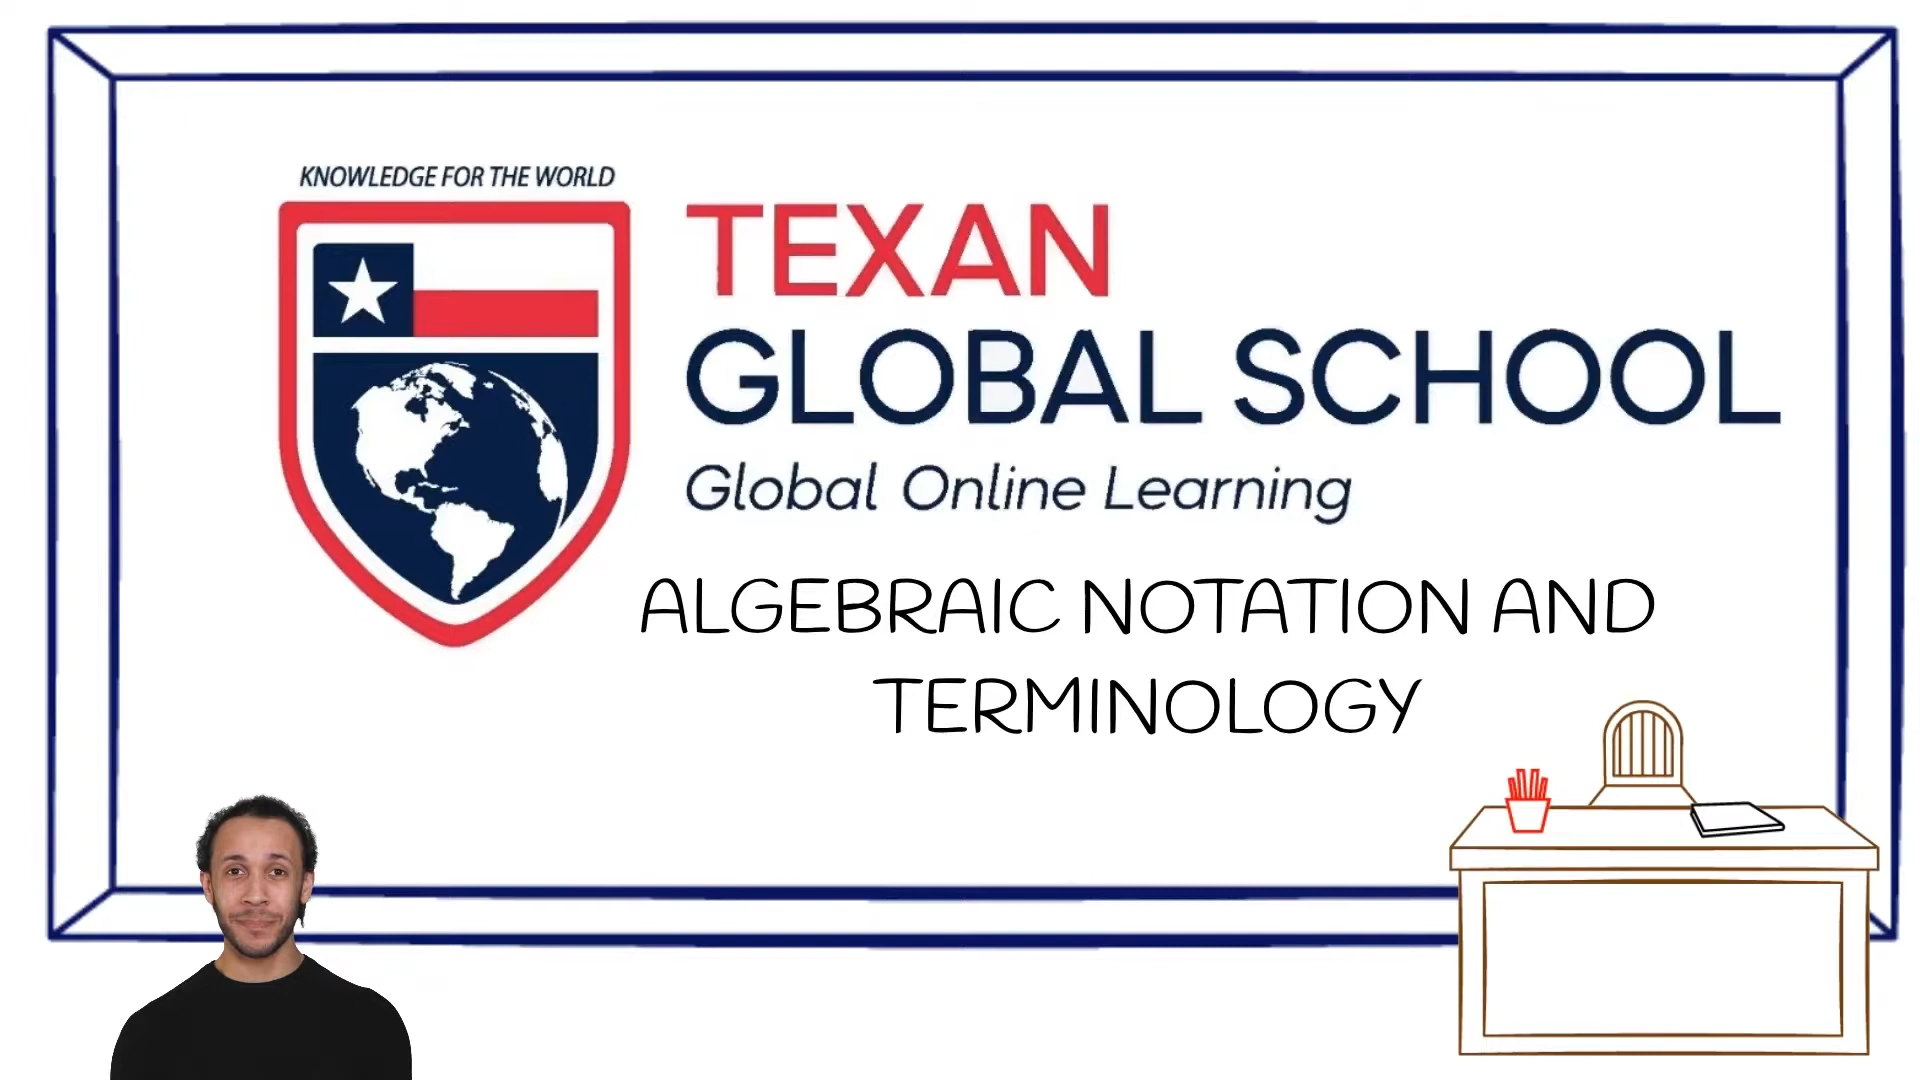 KNOWLEDGE FOR THE WORLD
TEXAN
GLOBAL SCHOOL
Global Online Learning
ALGEBRAIC NOTATION AND
TERMINOLOGY